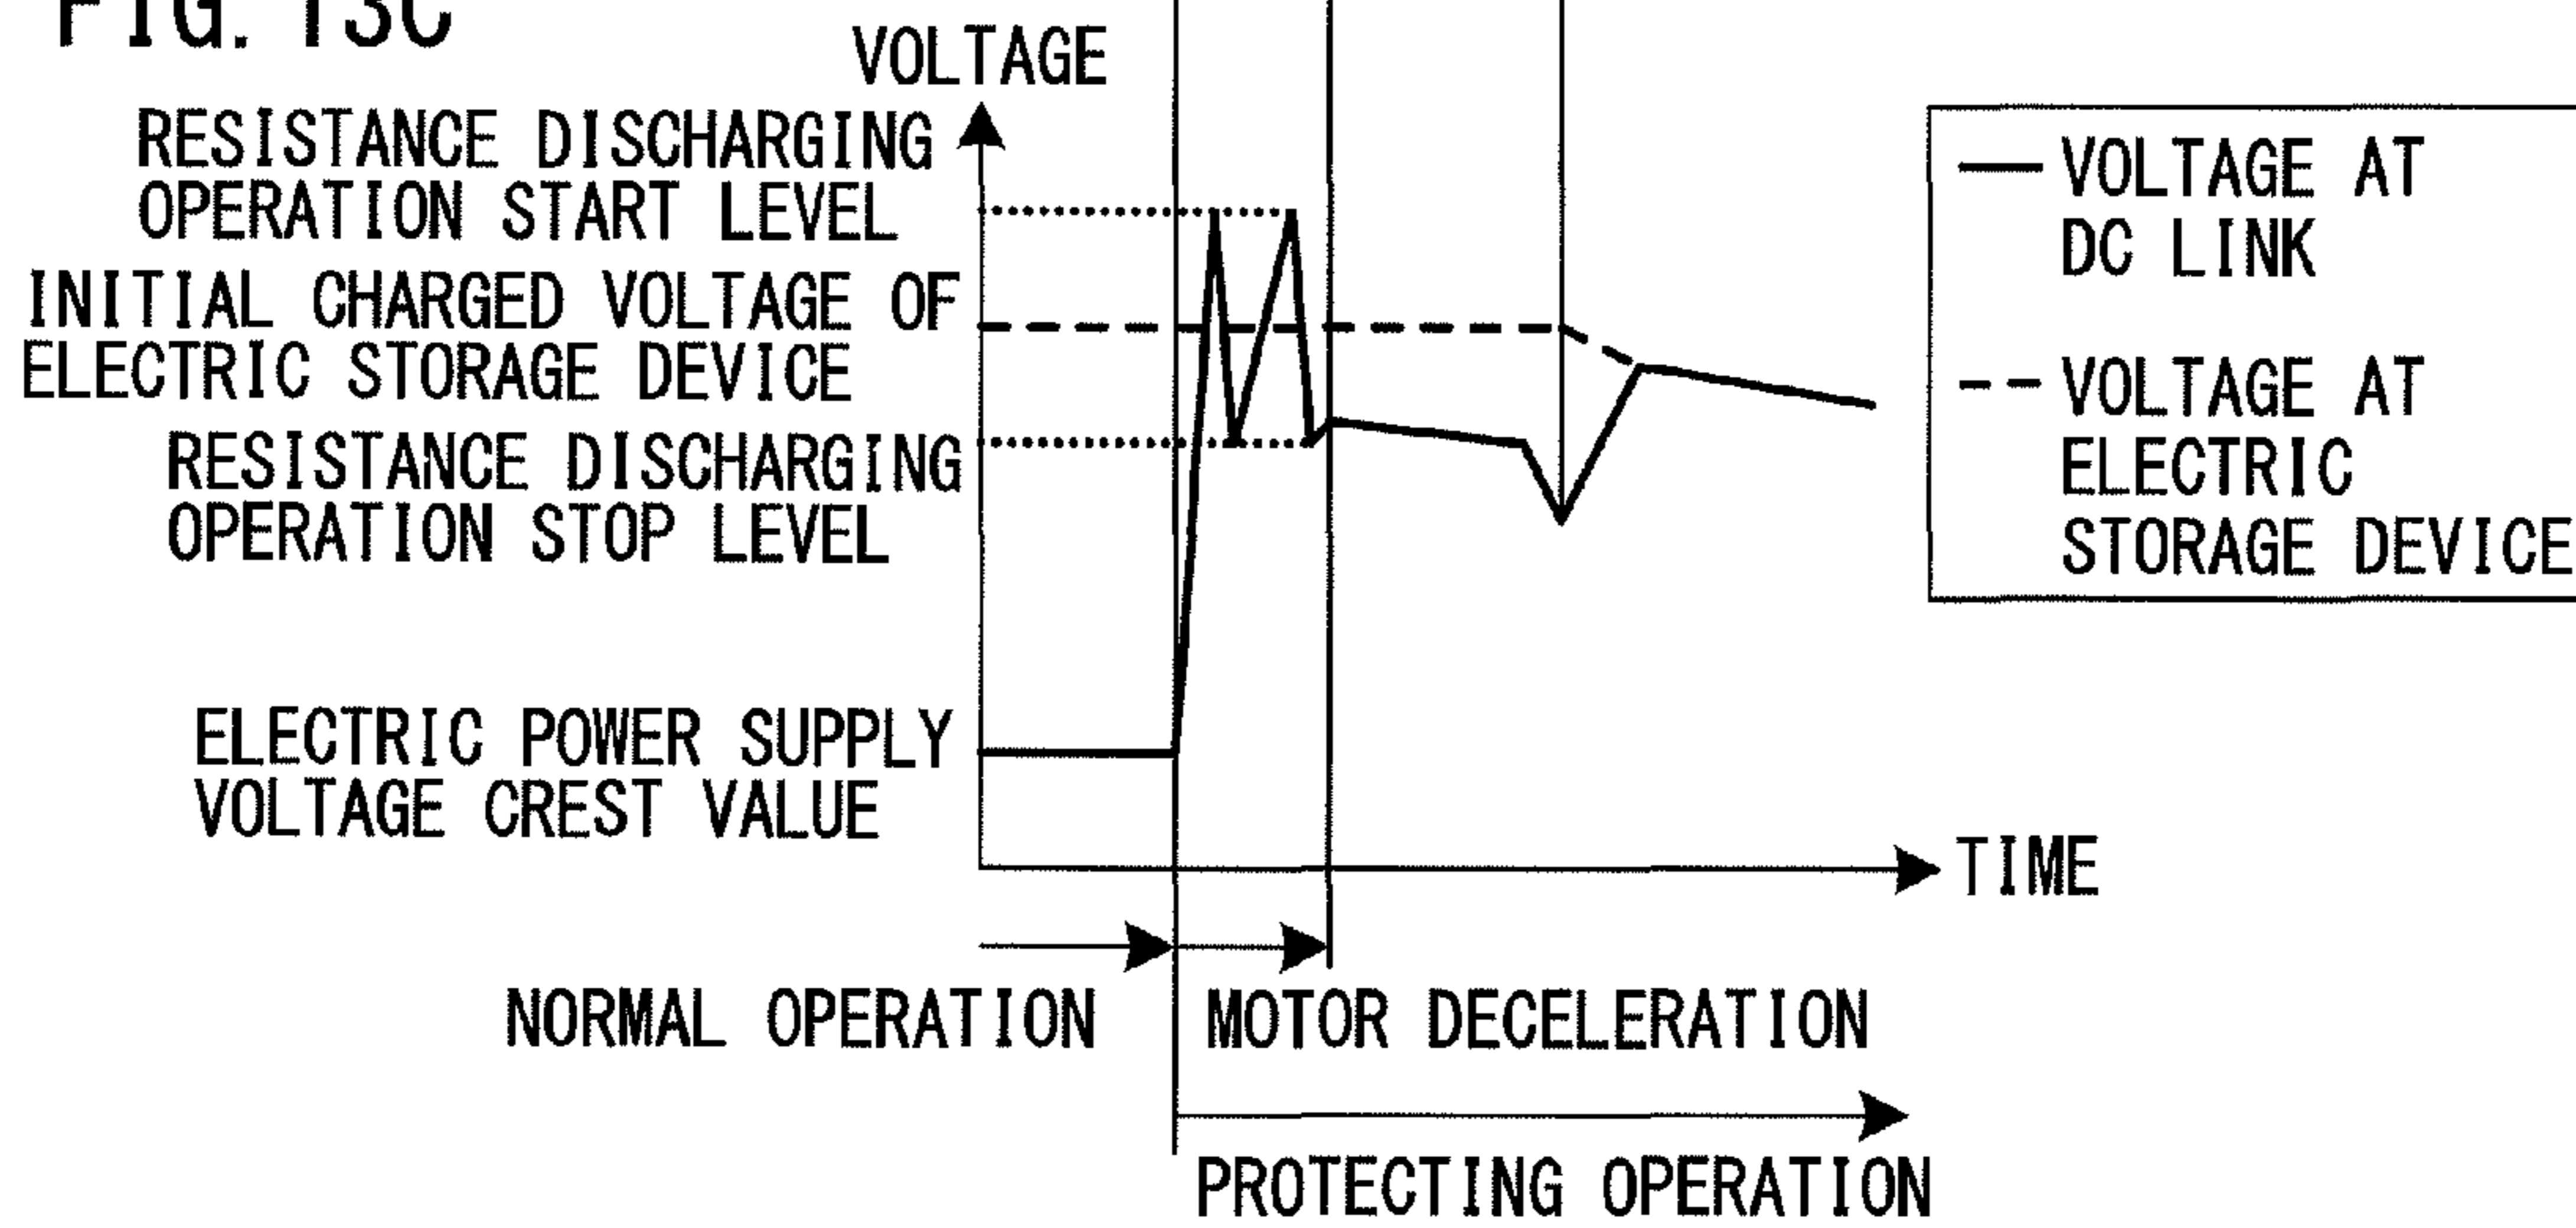 FIG. 13C
VOLTAGE
RESISTANCE DISCHARGING
OPERATION START LEVEL
INITIAL CHARGED VOLTAGE OF
ELECTRIC STORAGE DEVICE
RESISTANCE DISCHARGING
OPERATION STOP LEVEL
ELECTRIC POWER SUPPLY
VOLTAGE CREST VALUE
VOLTAGE AT
DC LINK
VOLTAGE AT
ELECTRIC
STORAGE DEVICE
TIME
NORMAL OPERATION
MOTOR DECELERATION
PROTECTING OPERATION